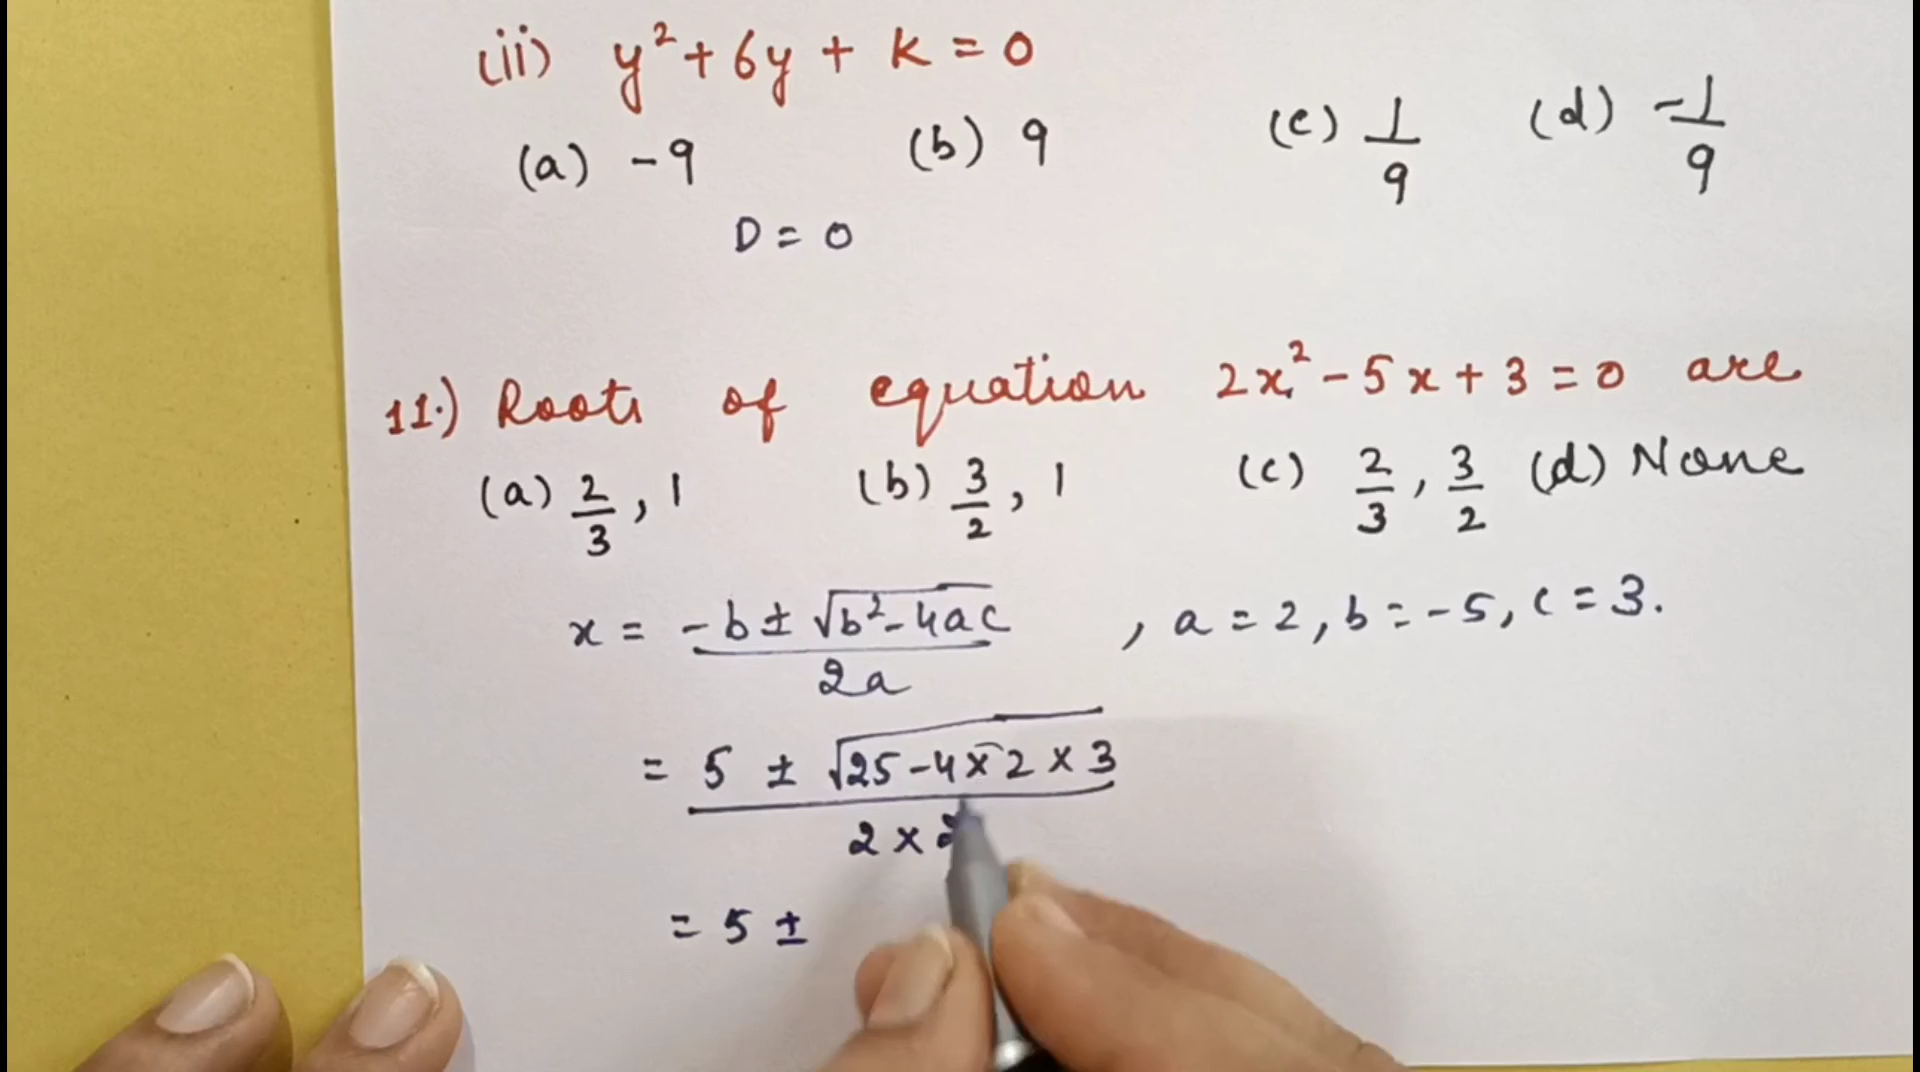 (ii) y² + 6y + k = 0
(a) -9 (b) 9 (c) 1/9 (d) -1/9
D = 0
11.) Roots of equation 2x² - 5x + 3 = 0 are
(a) 2/3, 1 (b) 3/2, 1 (c) 2/3, 3/2 (d) None
x = -b ± √b² - 4ac / 2a , a = 2, b = -5, c = 3.
= 5 ± √25 - 4 × 2 × 3 / 2 × 2
= 5 ±